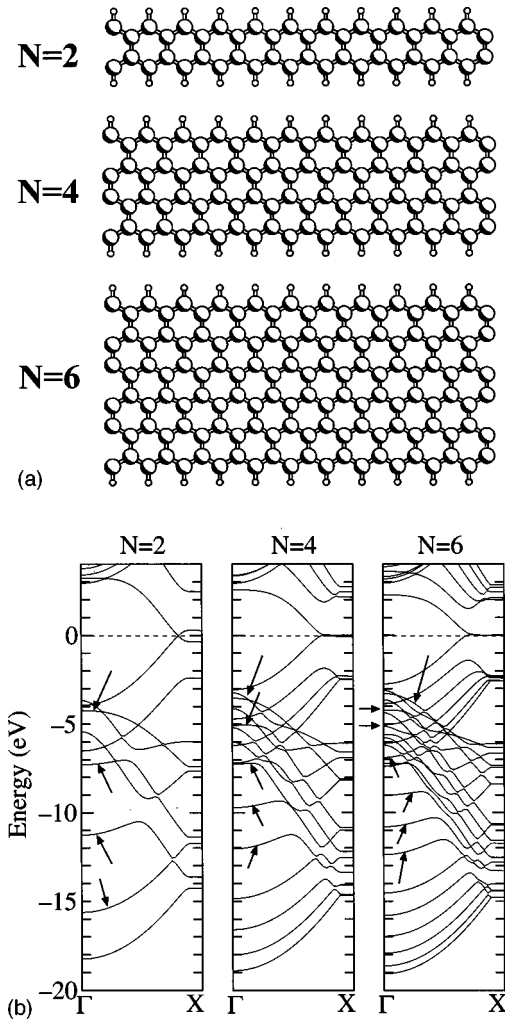 N=2
N=4
N=6
(a)
N=2 N=4 N=6
Energy (eV)
0
−5
−10
−15
−20
Γ X Γ X Γ X
(b)